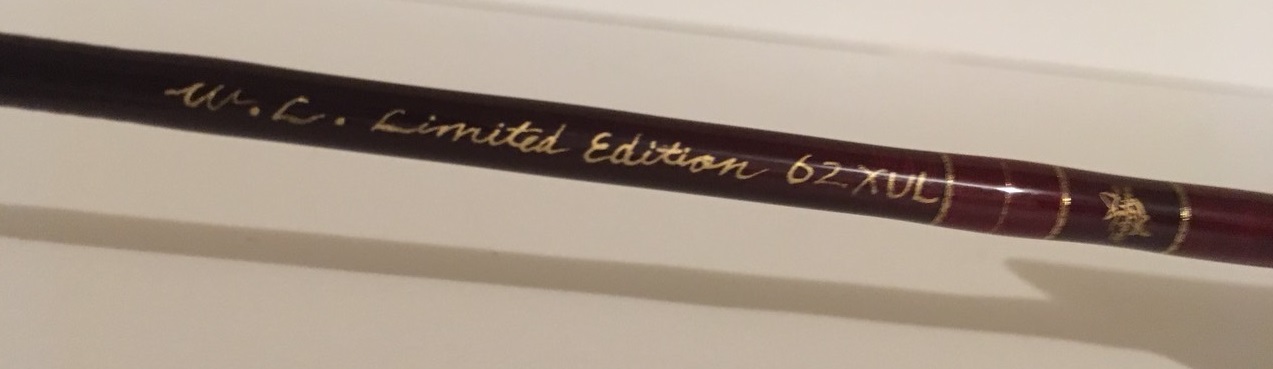 W.L. Limited Edition 62XUL